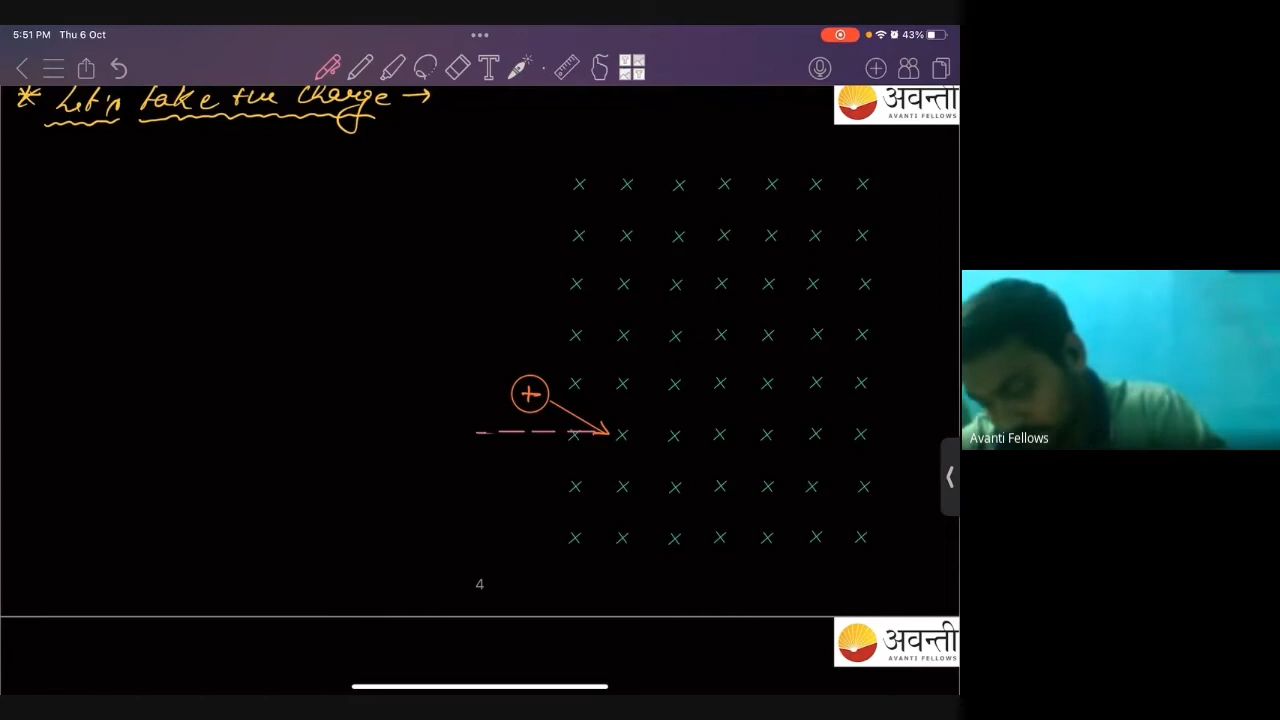 5:51 PM Thu 6 Oct
43%
* Let's take the charge →
अवन्ती
AVANTI FELLOWS
× × × × × × ×
× × × × × × ×
× × × × × × ×
× × × × × × ×
+ × × × × × × ×
× × × × × × ×
× × × × × × ×
× × × × × × ×
Avanti Fellows
4
अवन्ती
AVANTI FELLOWS